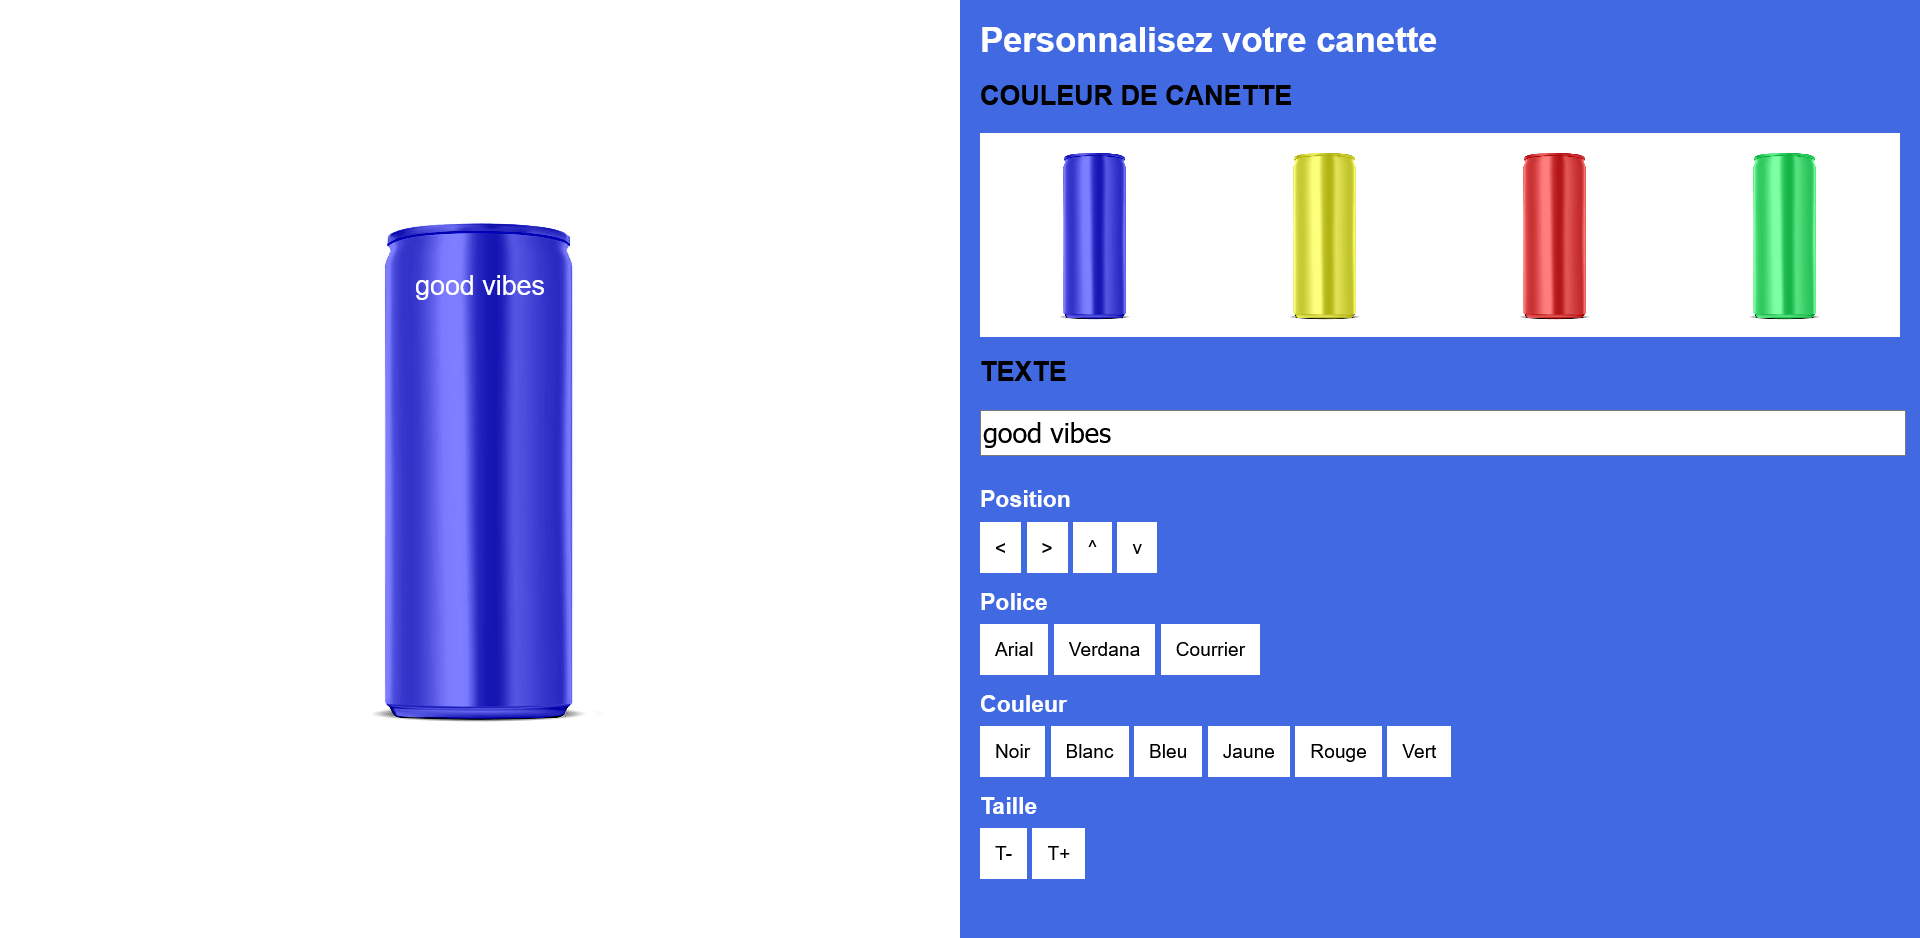 good vibes
Personnalisez votre canette
COULEUR DE CANETTE
TEXTE
good vibes
Position
< > ^ v
Police
Arial Verdana Courrier
Couleur
Noir Blanc Bleu Jaune Rouge Vert
Taille
T- T+